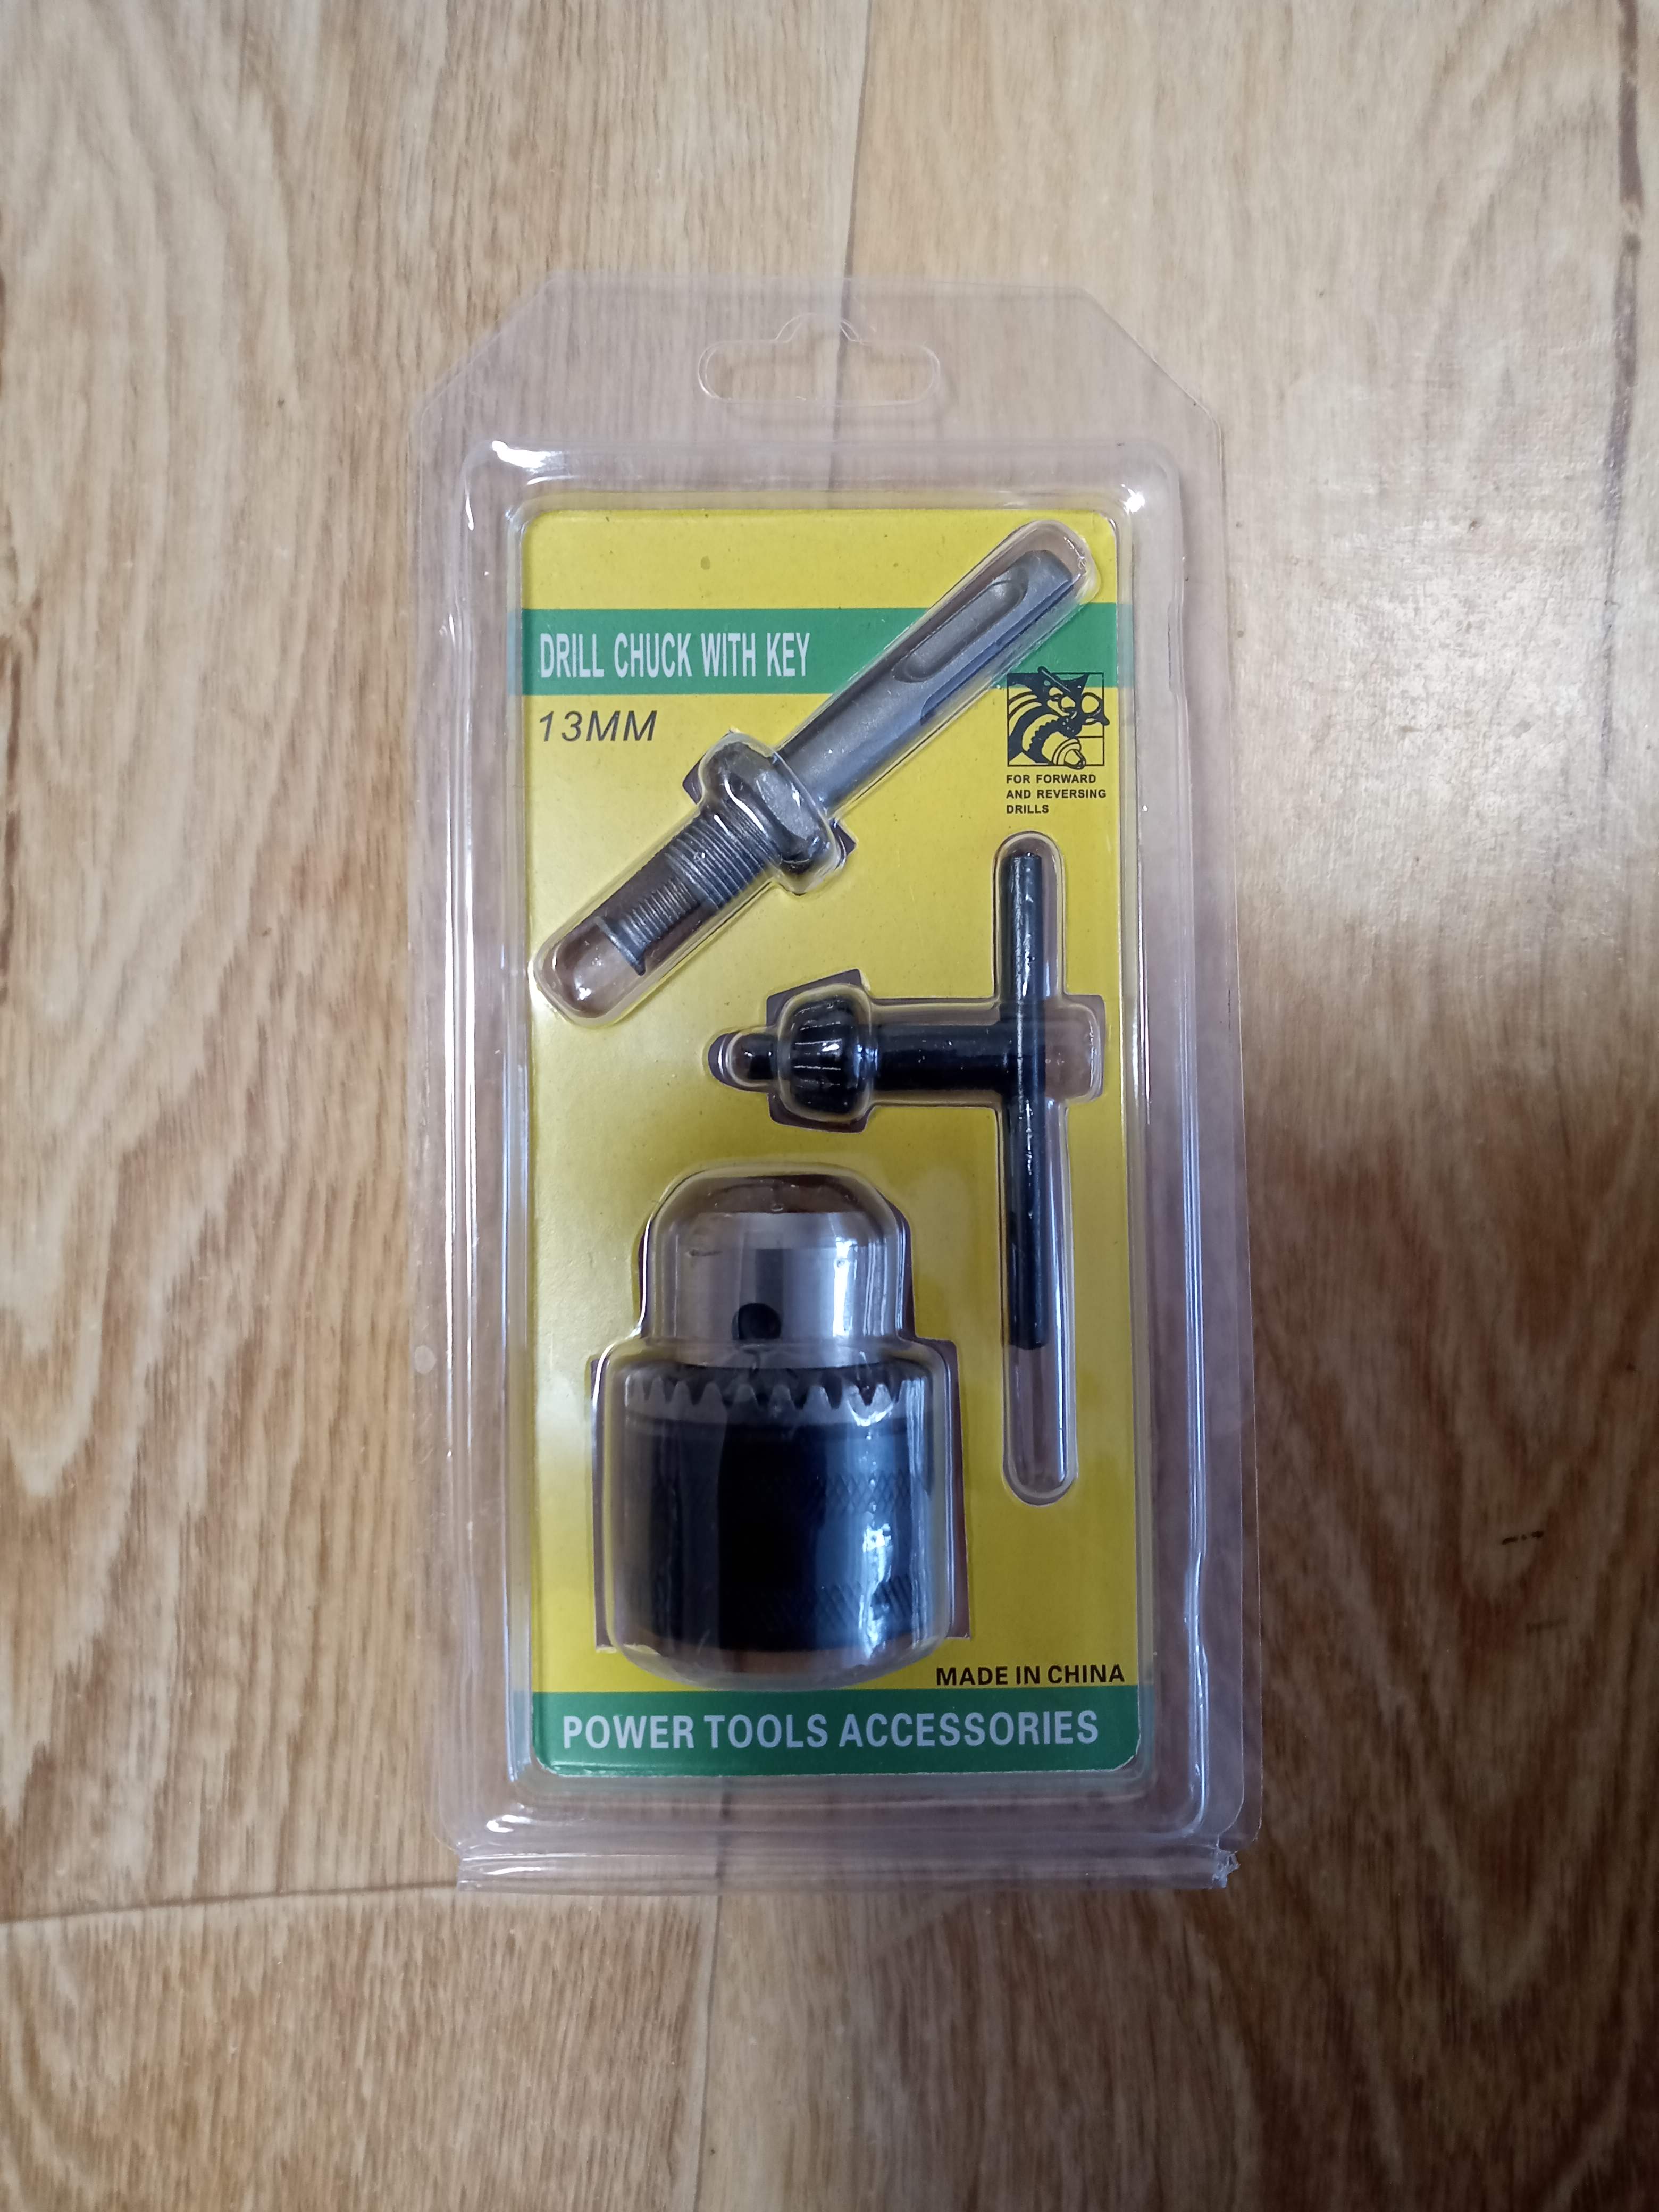 DRILL CHUCK WITH KEY
13MM
FOR FORWARD
AND REVERSING
DRILLS
MADE IN CHINA
POWER TOOLS ACCESSORIES